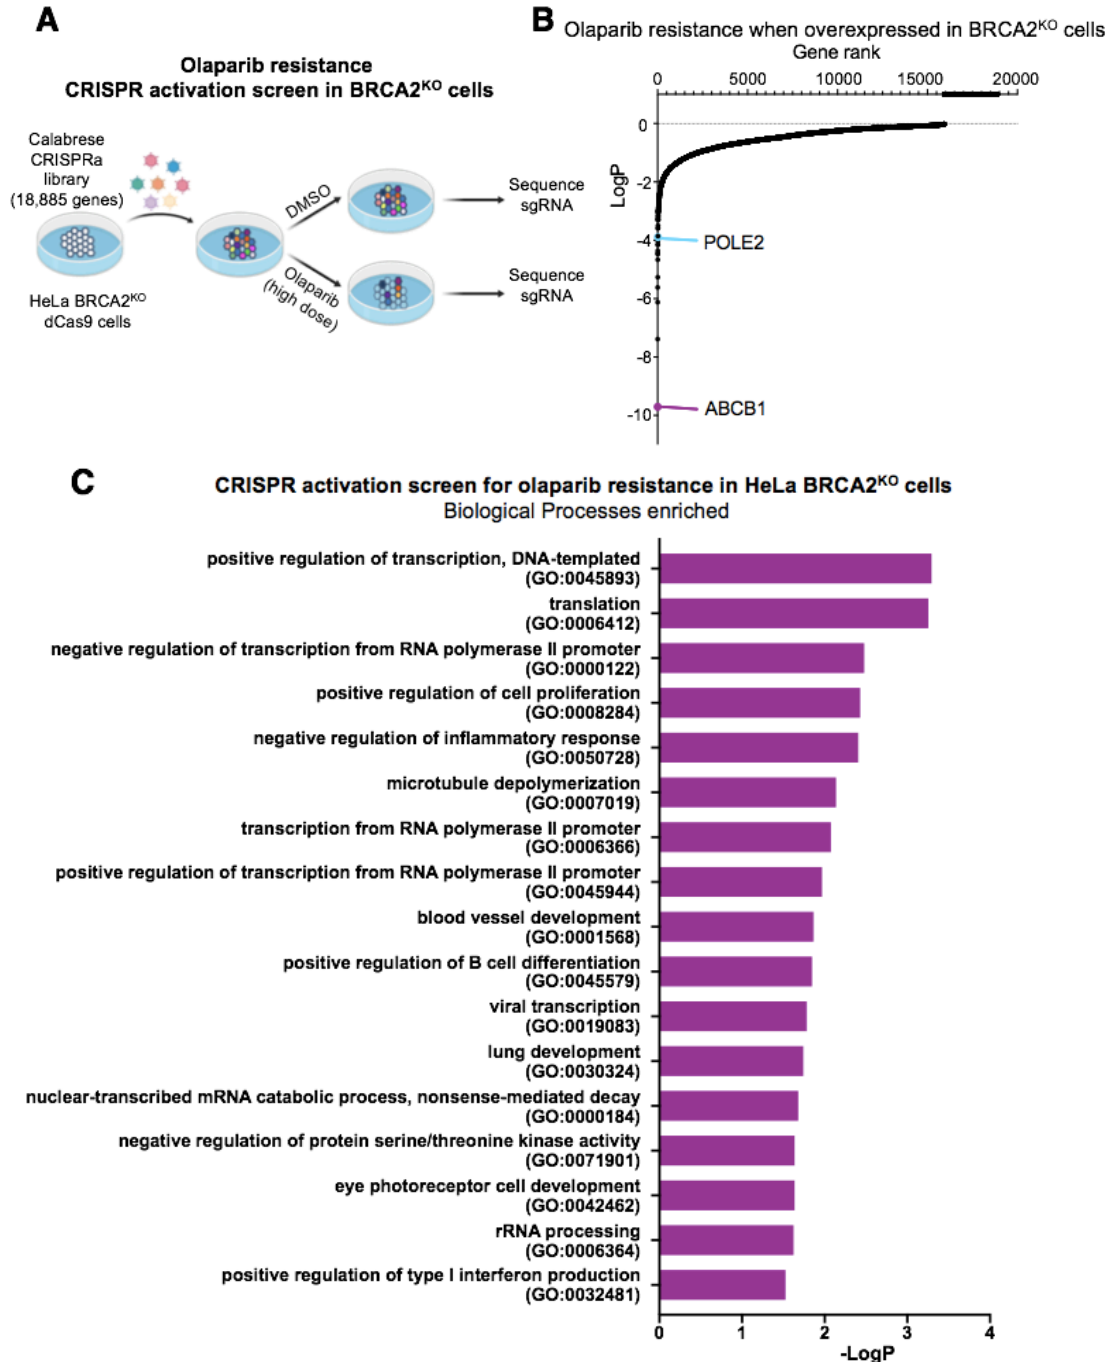 A
Olaparib resistance
CRISPR activation screen in BRCA2KO cells
Calabrese
CRISPRa
library
(18,885 genes)
HeLa BRCA2KO
dCas9 cells
DMSO
Olaparib
(high dose)
Sequence
sgRNA
Sequence
sgRNA
B
Olaparib resistance when overexpressed in BRCA2KO cells
Gene rank
0 5000 10000 15000 20000
LogP
0
-2
-4
-6
-8
-10
POLE2
ABCB1
C
CRISPR activation screen for olaparib resistance in HeLa BRCA2KO cells
Biological Processes enriched
positive regulation of transcription, DNA-templated
(GO:0045893)
translation
(GO:0006412)
negative regulation of transcription from RNA polymerase II promoter
(GO:0000122)
positive regulation of cell proliferation
(GO:0008284)
negative regulation of inflammatory response
(GO:0050728)
microtubule depolymerization
(GO:0007019)
transcription from RNA polymerase II promoter
(GO:0006366)
positive regulation of transcription from RNA polymerase II promoter
(GO:0045944)
blood vessel development
(GO:0001568)
positive regulation of B cell differentiation
(GO:0045579)
viral transcription
(GO:0019083)
lung development
(GO:0030324)
nuclear-transcribed mRNA catabolic process, nonsense-mediated decay
(GO:0000184)
negative regulation of protein serine/threonine kinase activity
(GO:0071901)
eye photoreceptor cell development
(GO:0042462)
rRNA processing
(GO:0006364)
positive regulation of type I interferon production
(GO:0032481)
0 1 2 3 4
-LogP